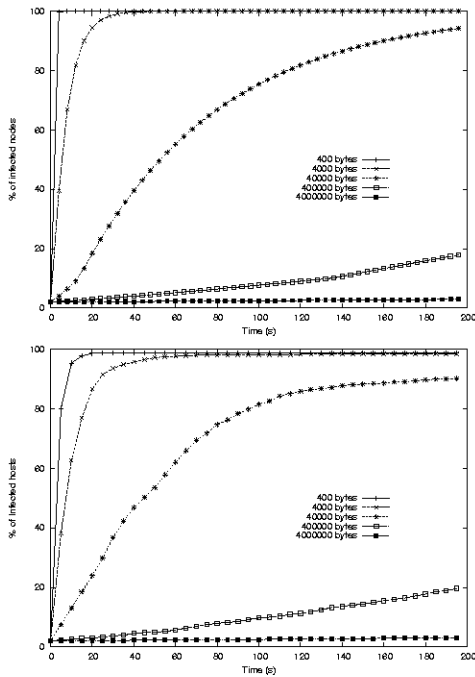 100
80
60
40
20
0
% of infected nodes
400 bytes
4000 bytes
40000 bytes
400000 bytes
4000000 bytes
0 20 40 60 80 100 120 140 160 180 200
Time (s)
100
80
60
40
20
0
% of infected hosts
400 bytes
4000 bytes
40000 bytes
400000 bytes
4000000 bytes
0 20 40 60 80 100 120 140 160 180 200
Time (s)